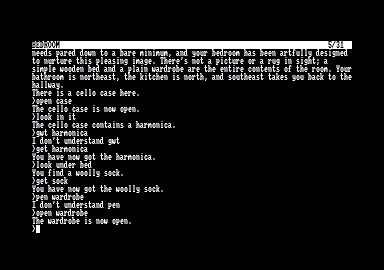 BEDROOM 5/31
needs pared down to a bare minimum, and your bedroom has been artfully designed
to nurture this pleasing image. There's not a picture or a rug in sight; a
simple wooden bed and a plain wardrobe are the entire contents of the room. Your
bathroom is northeast, the kitchen is north, and southeast takes you back to the
hallway.
There is a cello case here.
>open case
The cello case is now open.
>look in it
The cello case contains a harmonica.
>gwt harmonica
I don't understand gwt
>get harmonica
You have now got the harmonica.
>look under bed
You find a woolly sock.
>get sock
You have now got the woolly sock.
>pen wardrobe
I don't understand pen
>open wardrobe
The wardrobe is now open.
>